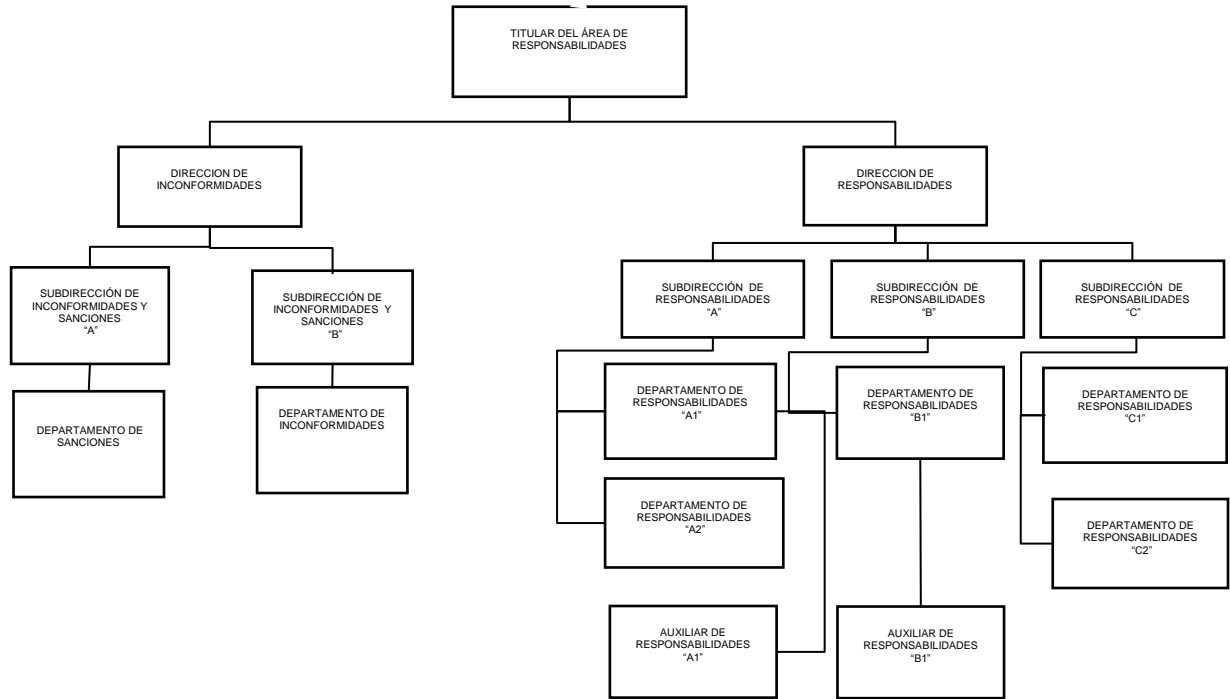 TITULAR DEL ÁREA DE
RESPONSABILIDADES
DIRECCION DE
INCONFORMIDADES
DIRECCION DE
RESPONSABILIDADES
SUBDIRECCIÓN DE
INCONFORMIDADES Y
SANCIONES
"A"
SUBDIRECCIÓN DE
INCONFORMIDADES Y
SANCIONES
"B"
SUBDIRECCIÓN DE
RESPONSABILIDADES
"A"
SUBDIRECCIÓN DE
RESPONSABILIDADES
"B"
SUBDIRECCIÓN DE
RESPONSABILIDADES
"C"
DEPARTAMENTO DE
SANCIONES
DEPARTAMENTO DE
INCONFORMIDADES
DEPARTAMENTO DE
RESPONSABILIDADES
"A1"
DEPARTAMENTO DE
RESPONSABILIDADES
"B1"
DEPARTAMENTO DE
RESPONSABILIDADES
"C1"
DEPARTAMENTO DE
RESPONSABILIDADES
"A2"
DEPARTAMENTO DE
RESPONSABILIDADES
"C2"
AUXILIAR DE
RESPONSABILIDADES
"A1"
AUXILIAR DE
RESPONSABILIDADES
"B1"